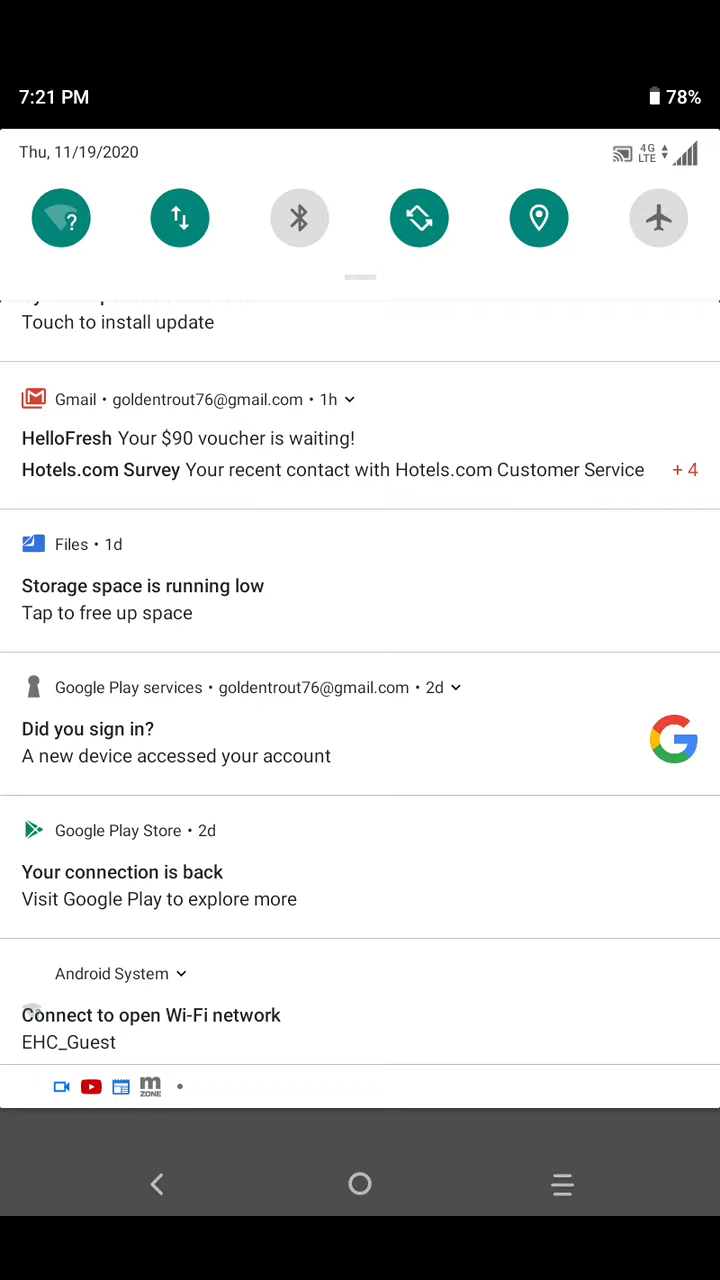 7:21 PM
78%
Thu, 11/19/2020
4G
LTE
?
Touch to install update
Gmail • goldentrout76@gmail.com • 1h
HelloFresh Your $90 voucher is waiting!
Hotels.com Survey Your recent contact with Hotels.com Customer Service + 4
Files • 1d
Storage space is running low
Tap to free up space
Google Play services • goldentrout76@gmail.com • 2d
Did you sign in?
A new device accessed your account
G
Google Play Store • 2d
Your connection is back
Visit Google Play to explore more
Android System
Connect to open Wi-Fi network
EHC_Guest
m
ZONE